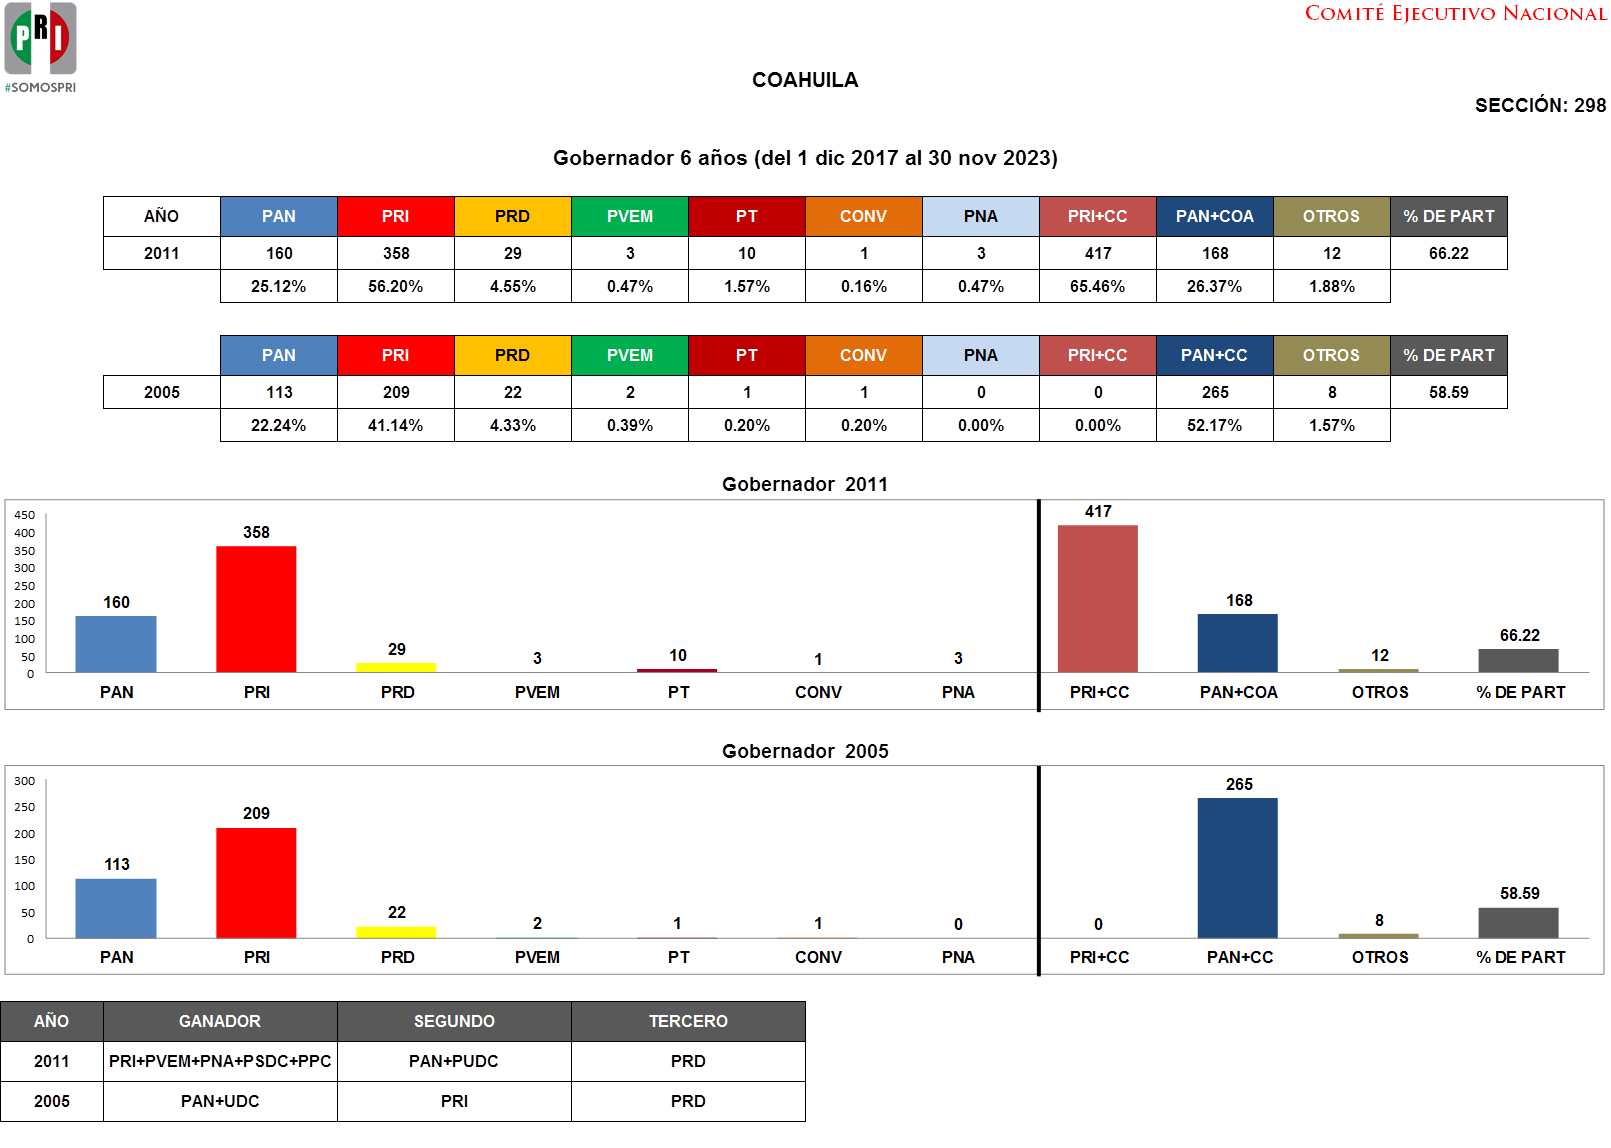 PRI
#SOMOSPRI
COMITÉ EJECUTIVO NACIONAL
COAHUILA
SECCIÓN: 298
Gobernador 6 años (del 1 dic 2017 al 30 nov 2023)
AÑO PAN PRI PRD PVEM PT CONV PNA PRI+CC PAN+COA OTROS % DE PART
2011 160 358 29 3 10 1 3 417 168 12 66.22
25.12% 56.20% 4.55% 0.47% 1.57% 0.16% 0.47% 65.46% 26.37% 1.88%
PAN PRI PRD PVEM PT CONV PNA PRI+CC PAN+CC OTROS % DE PART
2005 113 209 22 2 1 1 0 0 265 8 58.59
22.24% 41.14% 4.33% 0.39% 0.20% 0.20% 0.00% 0.00% 52.17% 1.57%
Gobernador 2011
450
400
350
300
250
200
150
100
50
0
160 358 29 3 10 1 3 417 168 12 66.22
PAN PRI PRD PVEM PT CONV PNA PRI+CC PAN+COA OTROS % DE PART
Gobernador 2005
300
250
200
150
100
50
0
113 209 22 2 1 1 0 0 265 8 58.59
PAN PRI PRD PVEM PT CONV PNA PRI+CC PAN+CC OTROS % DE PART
AÑO GANADOR SEGUNDO TERCERO
2011 PRI+PVEM+PNA+PSDC+PPC PAN+PUDC PRD
2005 PAN+UDC PRI PRD